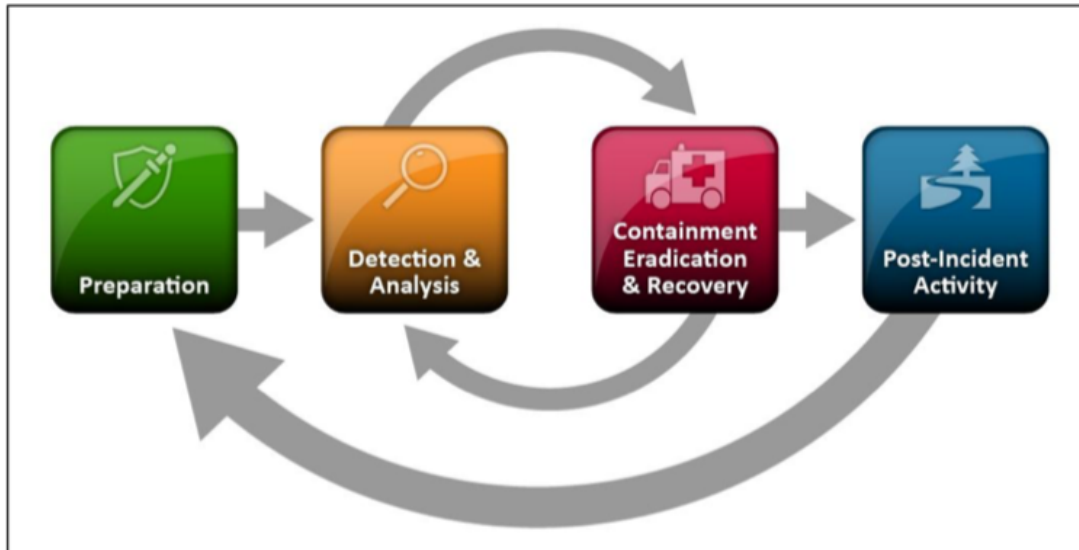 Preparation
Detection &
Analysis
Containment
Eradication
& Recovery
Post-Incident
Activity